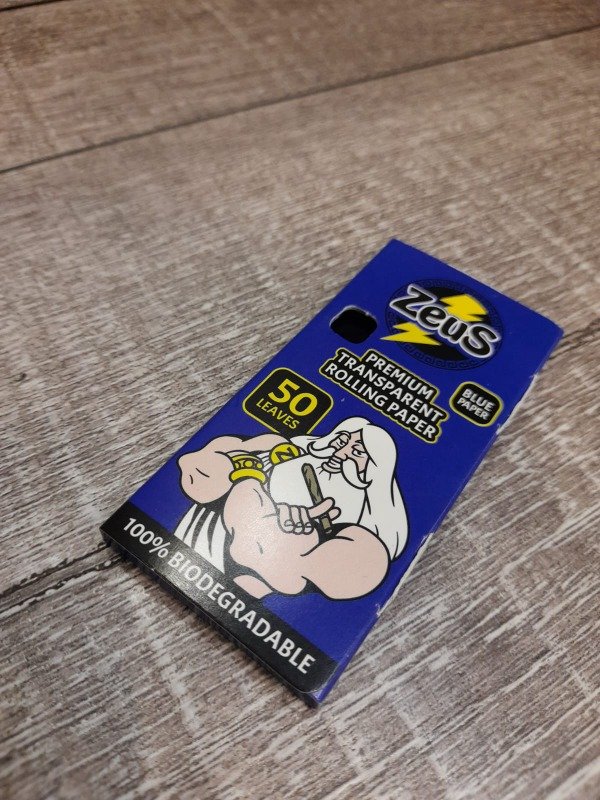 Zeus
PREMIUM
TRANSPARENT
ROLLING PAPER
BLUE
PAPER
50
LEAVES
Z
100% BIODEGRADABLE